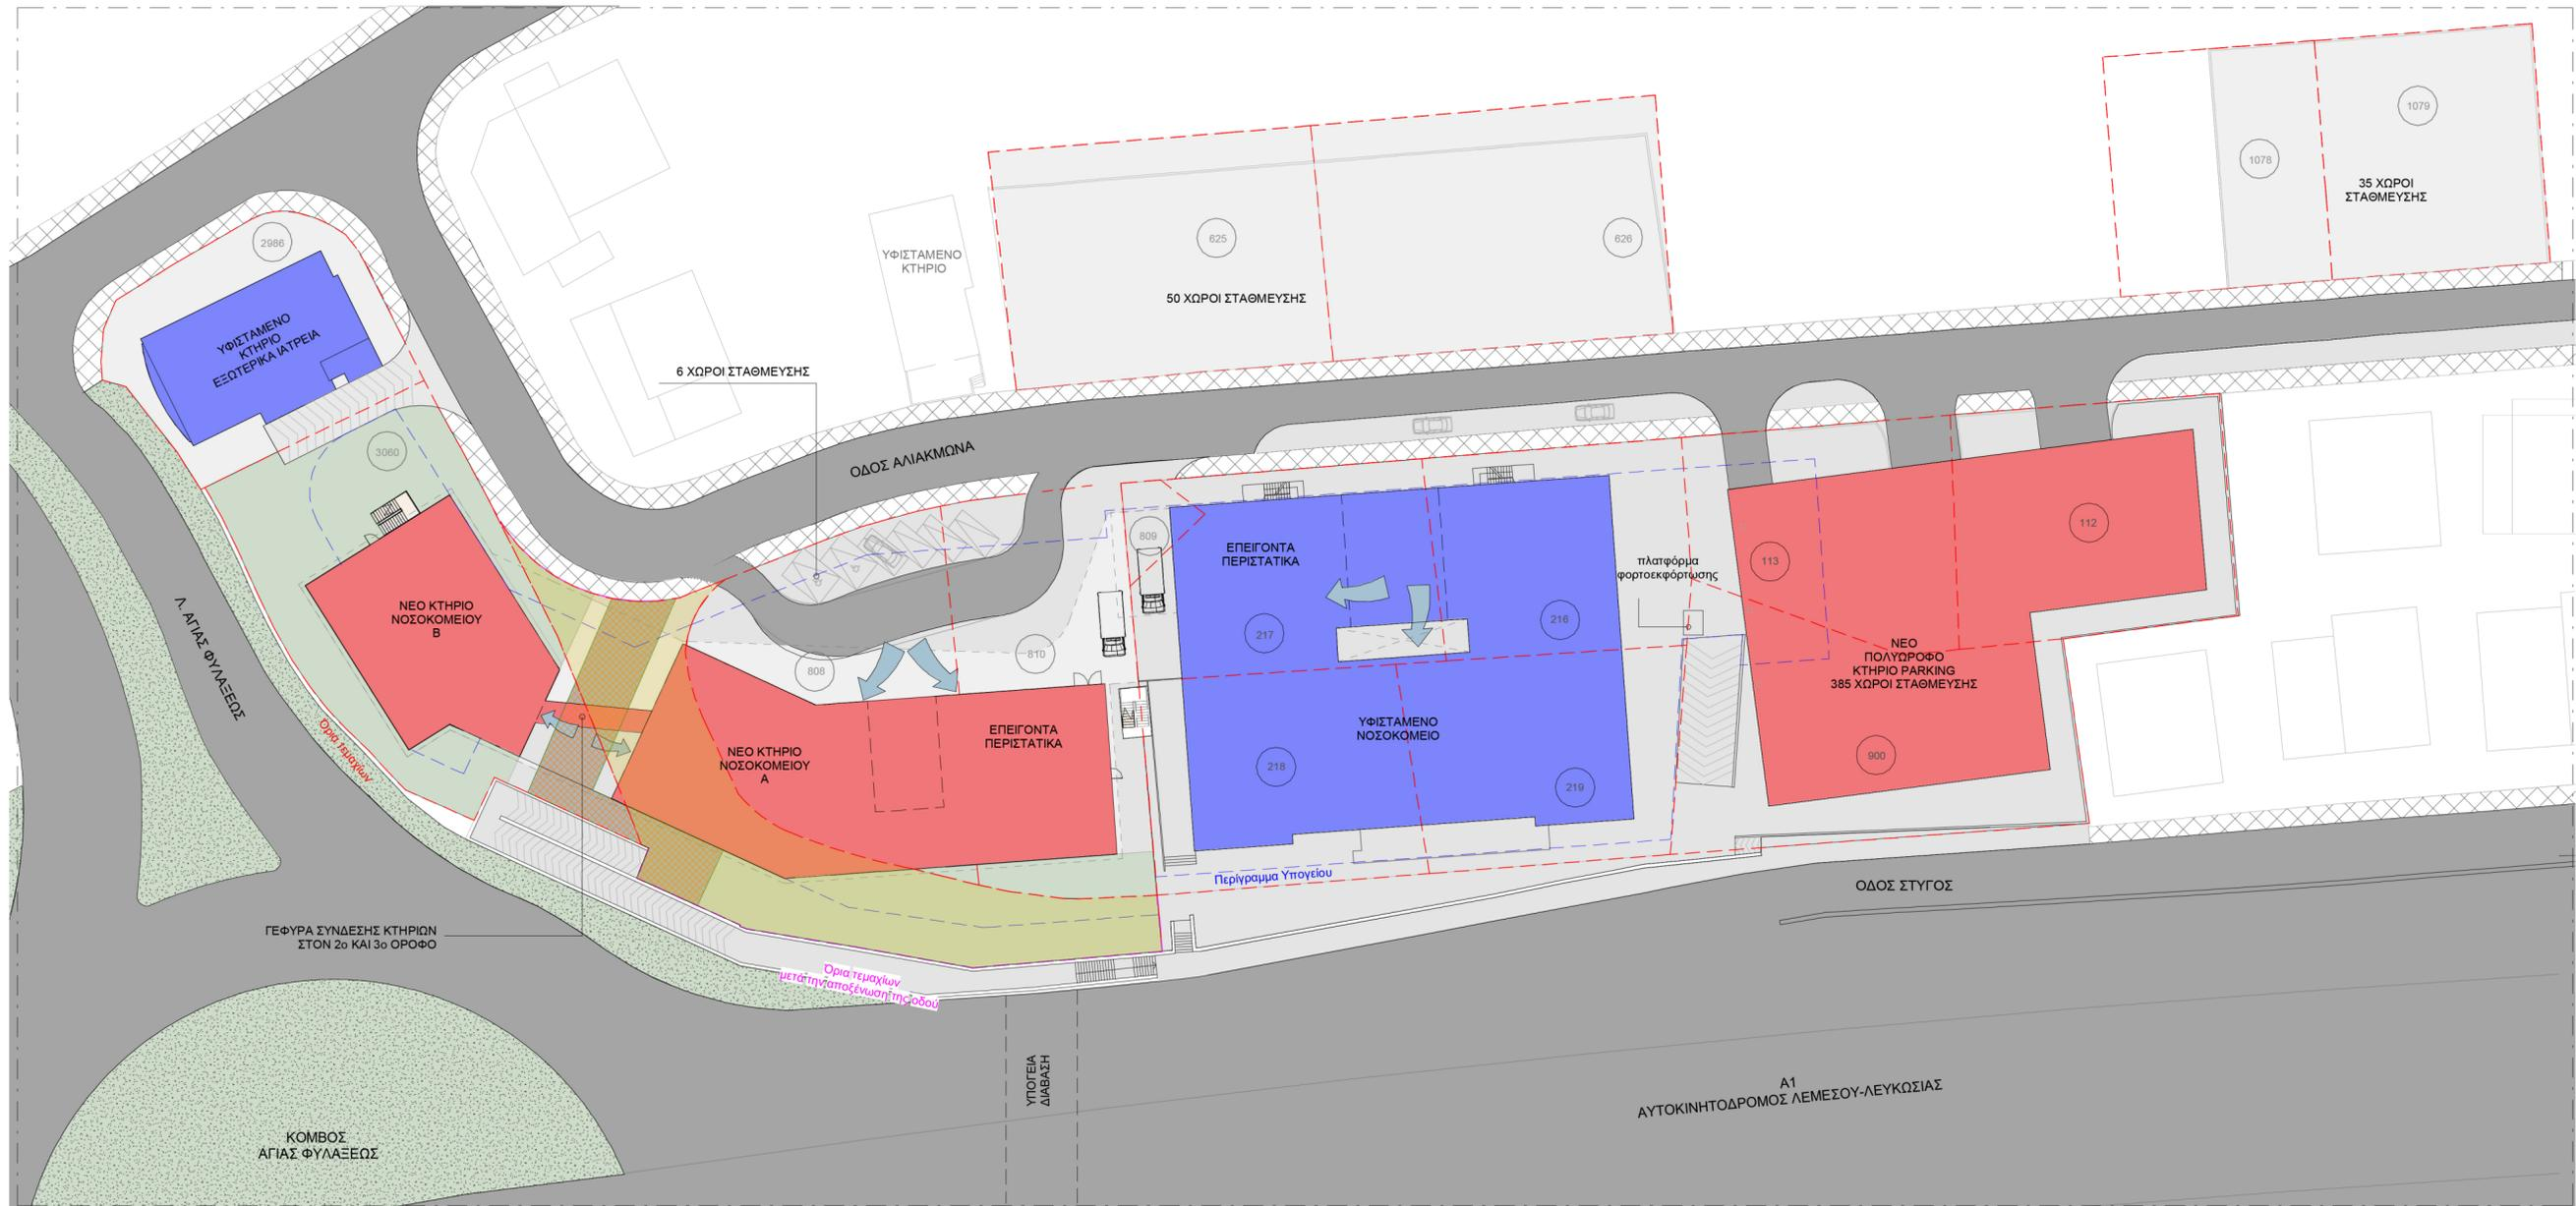 1079
1078
35 ΧΩΡΟΙ
ΣΤΑΘΜΕΥΣΗΣ
2986
625
626
ΥΦΙΣΤΑΜΕΝΟ
ΚΤΗΡΙΟ
50 ΧΩΡΟΙ ΣΤΑΘΜΕΥΣΗΣ
ΥΦΙΣΤΑΜΕΝΟ
ΚΤΗΡΙΟ
ΕΞΩΤΕΡΙΚΑ ΙΑΤΡΕΙΑ
6 ΧΩΡΟΙ ΣΤΑΘΜΕΥΣΗΣ
3060
ΟΔΟΣ ΑΛΙΑΚΜΩΝΑ
809
ΕΠΕΙΓΟΝΤΑ
ΠΕΡΙΣΤΑΤΙΚΑ
112
113
πλατφόρμα
φορτοεκφόρτωσης
ΝΕΟ ΚΤΗΡΙΟ
ΝΟΣΟΚΟΜΕΙΟΥ
Β
217
216
Λ. ΑΓΙΑΣ ΦΥΛΑΞΕΩΣ
808
810
ΝΕΟ
ΠΟΛΥΩΡΟΦΟ
ΚΤΗΡΙΟ PARKING
385 ΧΩΡΟΙ ΣΤΑΘΜΕΥΣΗΣ
Όρια τεμαχίων
ΕΠΕΙΓΟΝΤΑ
ΠΕΡΙΣΤΑΤΙΚΑ
ΥΦΙΣΤΑΜΕΝΟ
ΝΟΣΟΚΟΜΕΙΟ
ΝΕΟ ΚΤΗΡΙΟ
ΝΟΣΟΚΟΜΕΙΟΥ
Α
218
219
900
Περίγραμμα Υπογείου
ΟΔΟΣ ΣΤΥΓΟΣ
ΓΕΦΥΡΑ ΣΥΝΔΕΣΗΣ ΚΤΗΡΙΩΝ
ΣΤΟΝ 2ο ΚΑΙ 3ο ΟΡΟΦΟ
Όρια τεμαχίων
μετά την αποξένωση της οδού
ΥΠΟΓΕΙΑ
ΔΙΑΒΑΣΗ
Α1
ΑΥΤΟΚΙΝΗΤΟΔΡΟΜΟΣ ΛΕΜΕΣΟΥ-ΛΕΥΚΩΣΙΑΣ
ΚΟΜΒΟΣ
ΑΓΙΑΣ ΦΥΛΑΞΕΩΣ